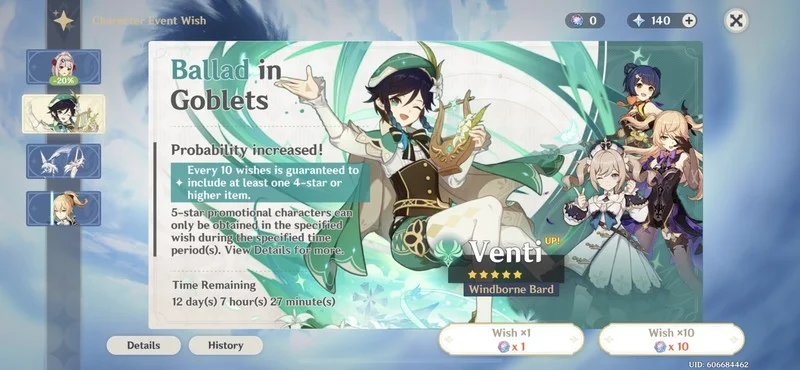 Character Event Wish
0
140
-20%
Ballad in
Goblets
Probability increased!
Every 10 wishes is guaranteed to
include at least one 4-star or
higher item.
5-star promotional characters can
only be obtained in the specified
wish during the specified time
period(s). View Details for more.
Time Remaining
12 day(s) 7 hour(s) 27 minute(s)
Venti UP!
Windborne Bard
Details
History
Wish ×1
x 1
Wish ×10
x 10
UID: 606684462